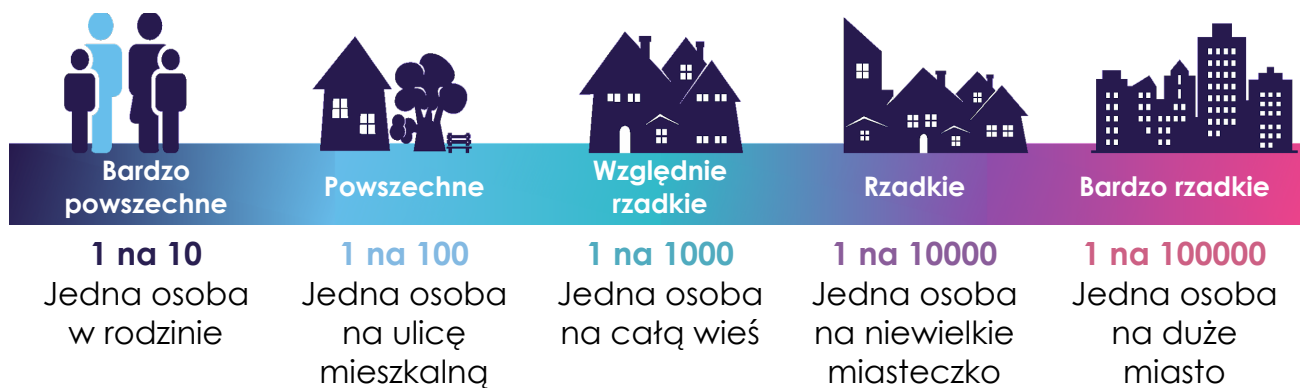 Bardzo
powszechne
Powszechne
Względnie
rzadkie
Rzadkie
Bardzo rzadkie
1 na 10
Jedna osoba
w rodzinie
1 na 100
Jedna osoba
na ulicę
mieszkalną
1 na 1000
Jedna osoba
na całą wieś
1 na 10000
Jedna osoba
na niewielkie
miasteczko
1 na 100000
Jedna osoba
na duże
miasto